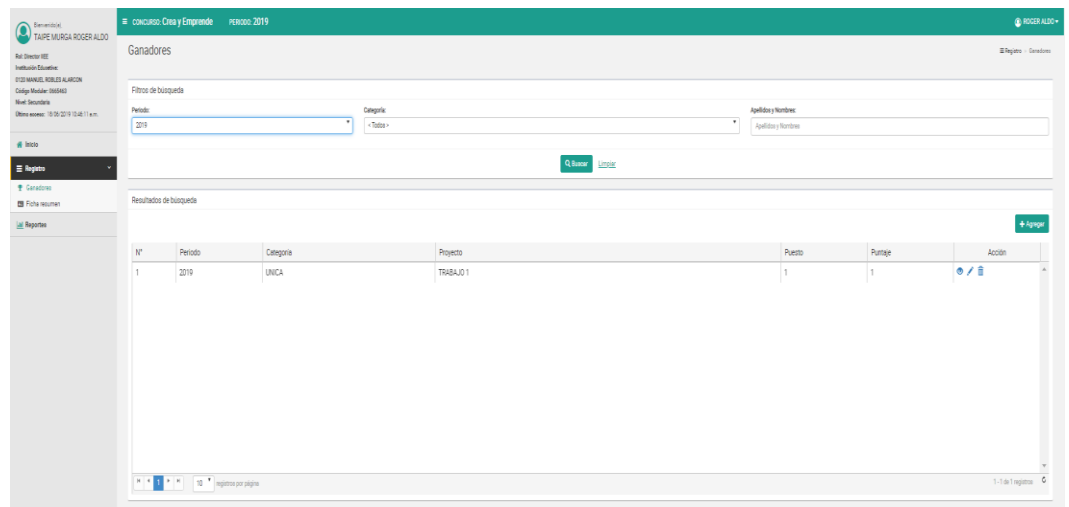 Bienvenido(a),
TAIPE MURGA ROGER ALDO
Rol: Director IIEE
Institución Educativa:
0120 MANUEL ROBLES ALARCON
Código Modular: 0665463
Nivel: Secundaria
Último acceso: 18/06/2019 10:46:11 a.m.
Inicio
Registro
Ganadores
Ficha resumen
Reportes
CONCURSO: Crea y Emprende PERIODO: 2019
ROGER ALDO
Ganadores
Registro Ganadores
Filtros de búsqueda
Periodo: Categoría: Apellidos y Nombres:
2019 < Todos > Apellidos y Nombres
Buscar Limpiar
Resultados de búsqueda
+ Agregar
N° Periodo Categoría Proyecto Puesto Puntaje Acción
1 2019 UNICA TRABAJO 1 1 1
1 10 registros por página 1 - 1 de 1 registros